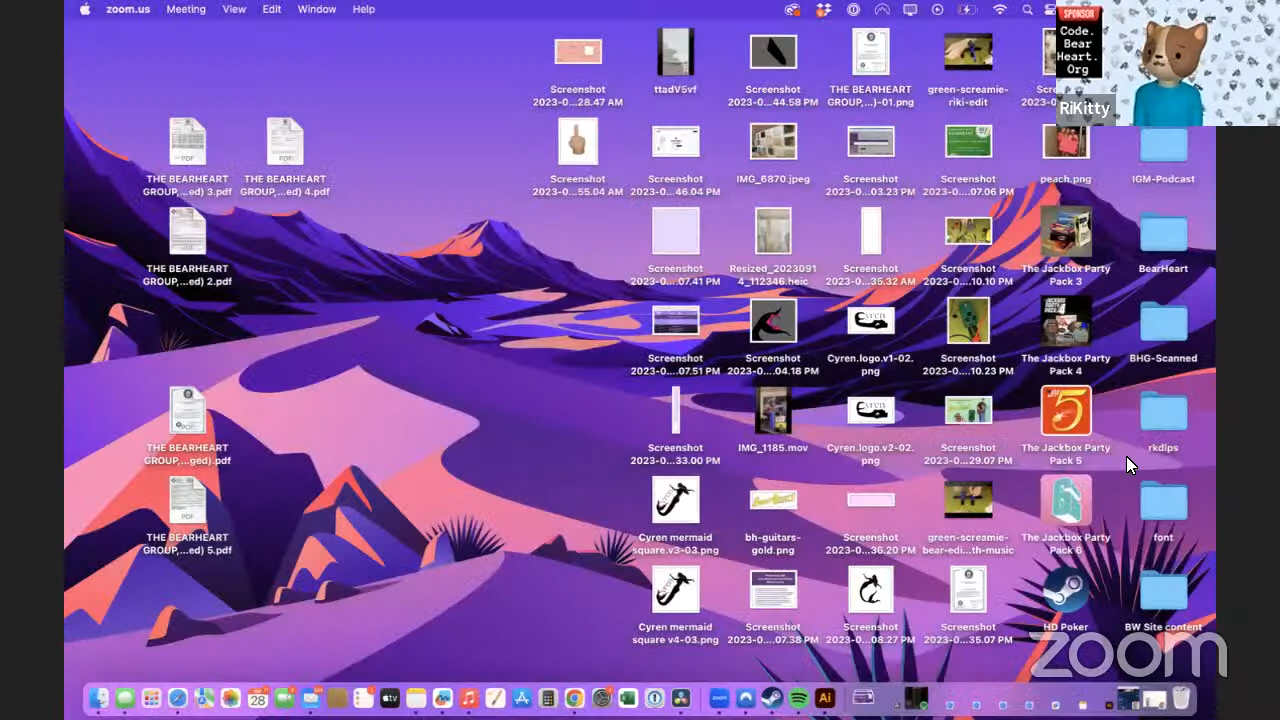 zoom.us Meeting View Edit Window Help
SPONSOR
Code.
Bear
Heart.
Org
RiKitty
Screenshot
2023-0...28.47 AM
ttadV5vf
Screenshot
2023-0...44.58 PM
THE BEARHEART
GROUP,...)-01.png
green-screamie-
riki-edit
THE BEARHEART
GROUP,...ed) 3.pdf
THE BEARHEART
GROUP,...ed) 4.pdf
Screenshot
2023-0...55.04 AM
Screenshot
2023-0...46.04 PM
IMG_6870.jpeg
Screenshot
2023-0...03.23 PM
Screenshot
2023-0...07.06 PM
peach.png
IGM-Podcast
THE BEARHEART
GROUP,...ed) 2.pdf
Screenshot
2023-0...07.41 PM
Resized_2023091
4_112346.heic
Screenshot
2023-0...35.32 AM
Screenshot
2023-0...10.10 PM
The Jackbox Party
Pack 3
BearHeart
Screenshot
2023-0...07.51 PM
Screenshot
2023-0...04.18 PM
Cyren.logo.v1-02.
png
Screenshot
2023-0...10.23 PM
The Jackbox Party
Pack 4
BHG-Scanned
THE BEARHEART
GROUP,...ged).pdf
Screenshot
2023-0...33.00 PM
IMG_1185.mov
Cyren.logo.v2-02.
png
Screenshot
2023-0...29.07 PM
The Jackbox Party
Pack 5
rkdlps
THE BEARHEART
GROUP,...ed) 5.pdf
Cyren mermaid
square.v3-03.png
bh-guitars-
gold.png
Screenshot
2023-0...36.20 PM
green-screamie-
bear-edi...th-music
The Jackbox Party
Pack 6
font
Cyren mermaid
square v4-03.png
Screenshot
2023-0...07.38 PM
Screenshot
2023-0...08.27 PM
Screenshot
2023-0...35.07 PM
HD Poker
BW Site content
zoom